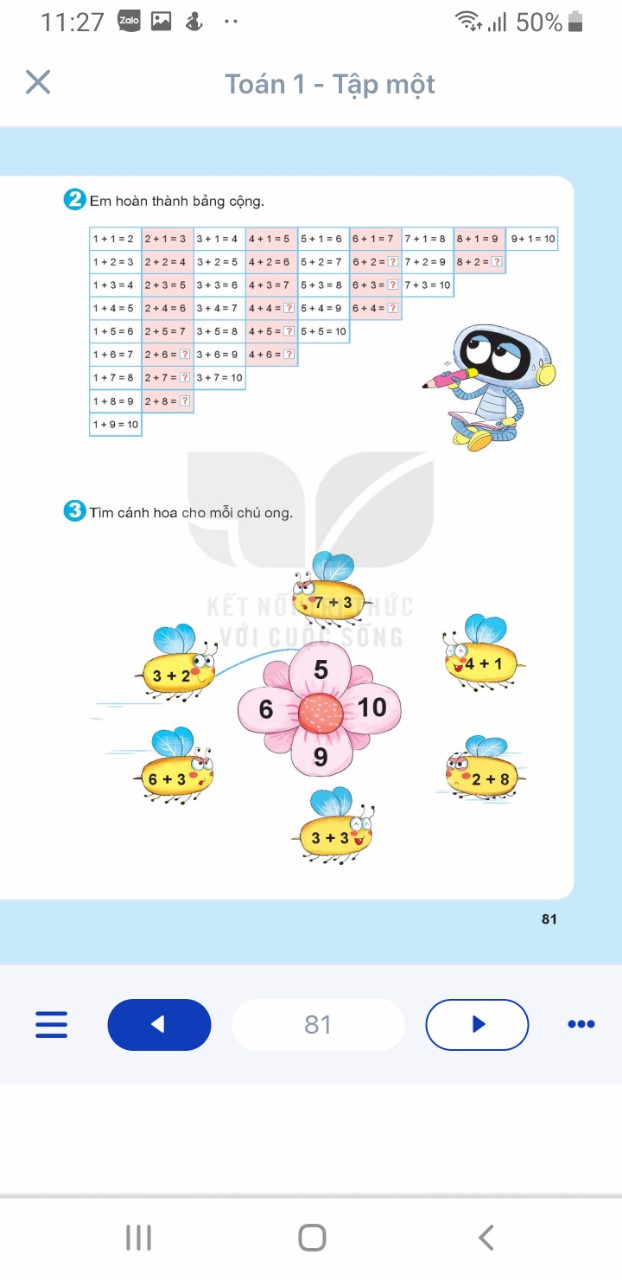 11:27 Zalo 50%
Toán 1 - Tập một
2 Em hoàn thành bảng cộng.
1 + 1 = 2 2 + 1 = 3 3 + 1 = 4 4 + 1 = 5 5 + 1 = 6 6 + 1 = 7 7 + 1 = 8 8 + 1 = 9 9 + 1 = 10
1 + 2 = 3 2 + 2 = 4 3 + 2 = 5 4 + 2 = 6 5 + 2 = 7 6 + 2 = ? 7 + 2 = 9 8 + 2 = ?
1 + 3 = 4 2 + 3 = 5 3 + 3 = 6 4 + 3 = 7 5 + 3 = 8 6 + 3 = ? 7 + 3 = 10
1 + 4 = 5 2 + 4 = 6 3 + 4 = 7 4 + 4 = ? 5 + 4 = 9 6 + 4 = ?
1 + 5 = 6 2 + 5 = 7 3 + 5 = 8 4 + 5 = ? 5 + 5 = 10
1 + 6 = 7 2 + 6 = ? 3 + 6 = 9 4 + 6 = ?
1 + 7 = 8 2 + 7 = ? 3 + 7 = 10
1 + 8 = 9 2 + 8 = ?
1 + 9 = 10
3 Tìm cánh hoa cho mỗi chú ong.
7 + 3
KẾT NỐI TRI THỨC
VỚI CUỘC SỐNG
3 + 2
5
4 + 1
6
10
9
6 + 3
2 + 8
3 + 3
81
81